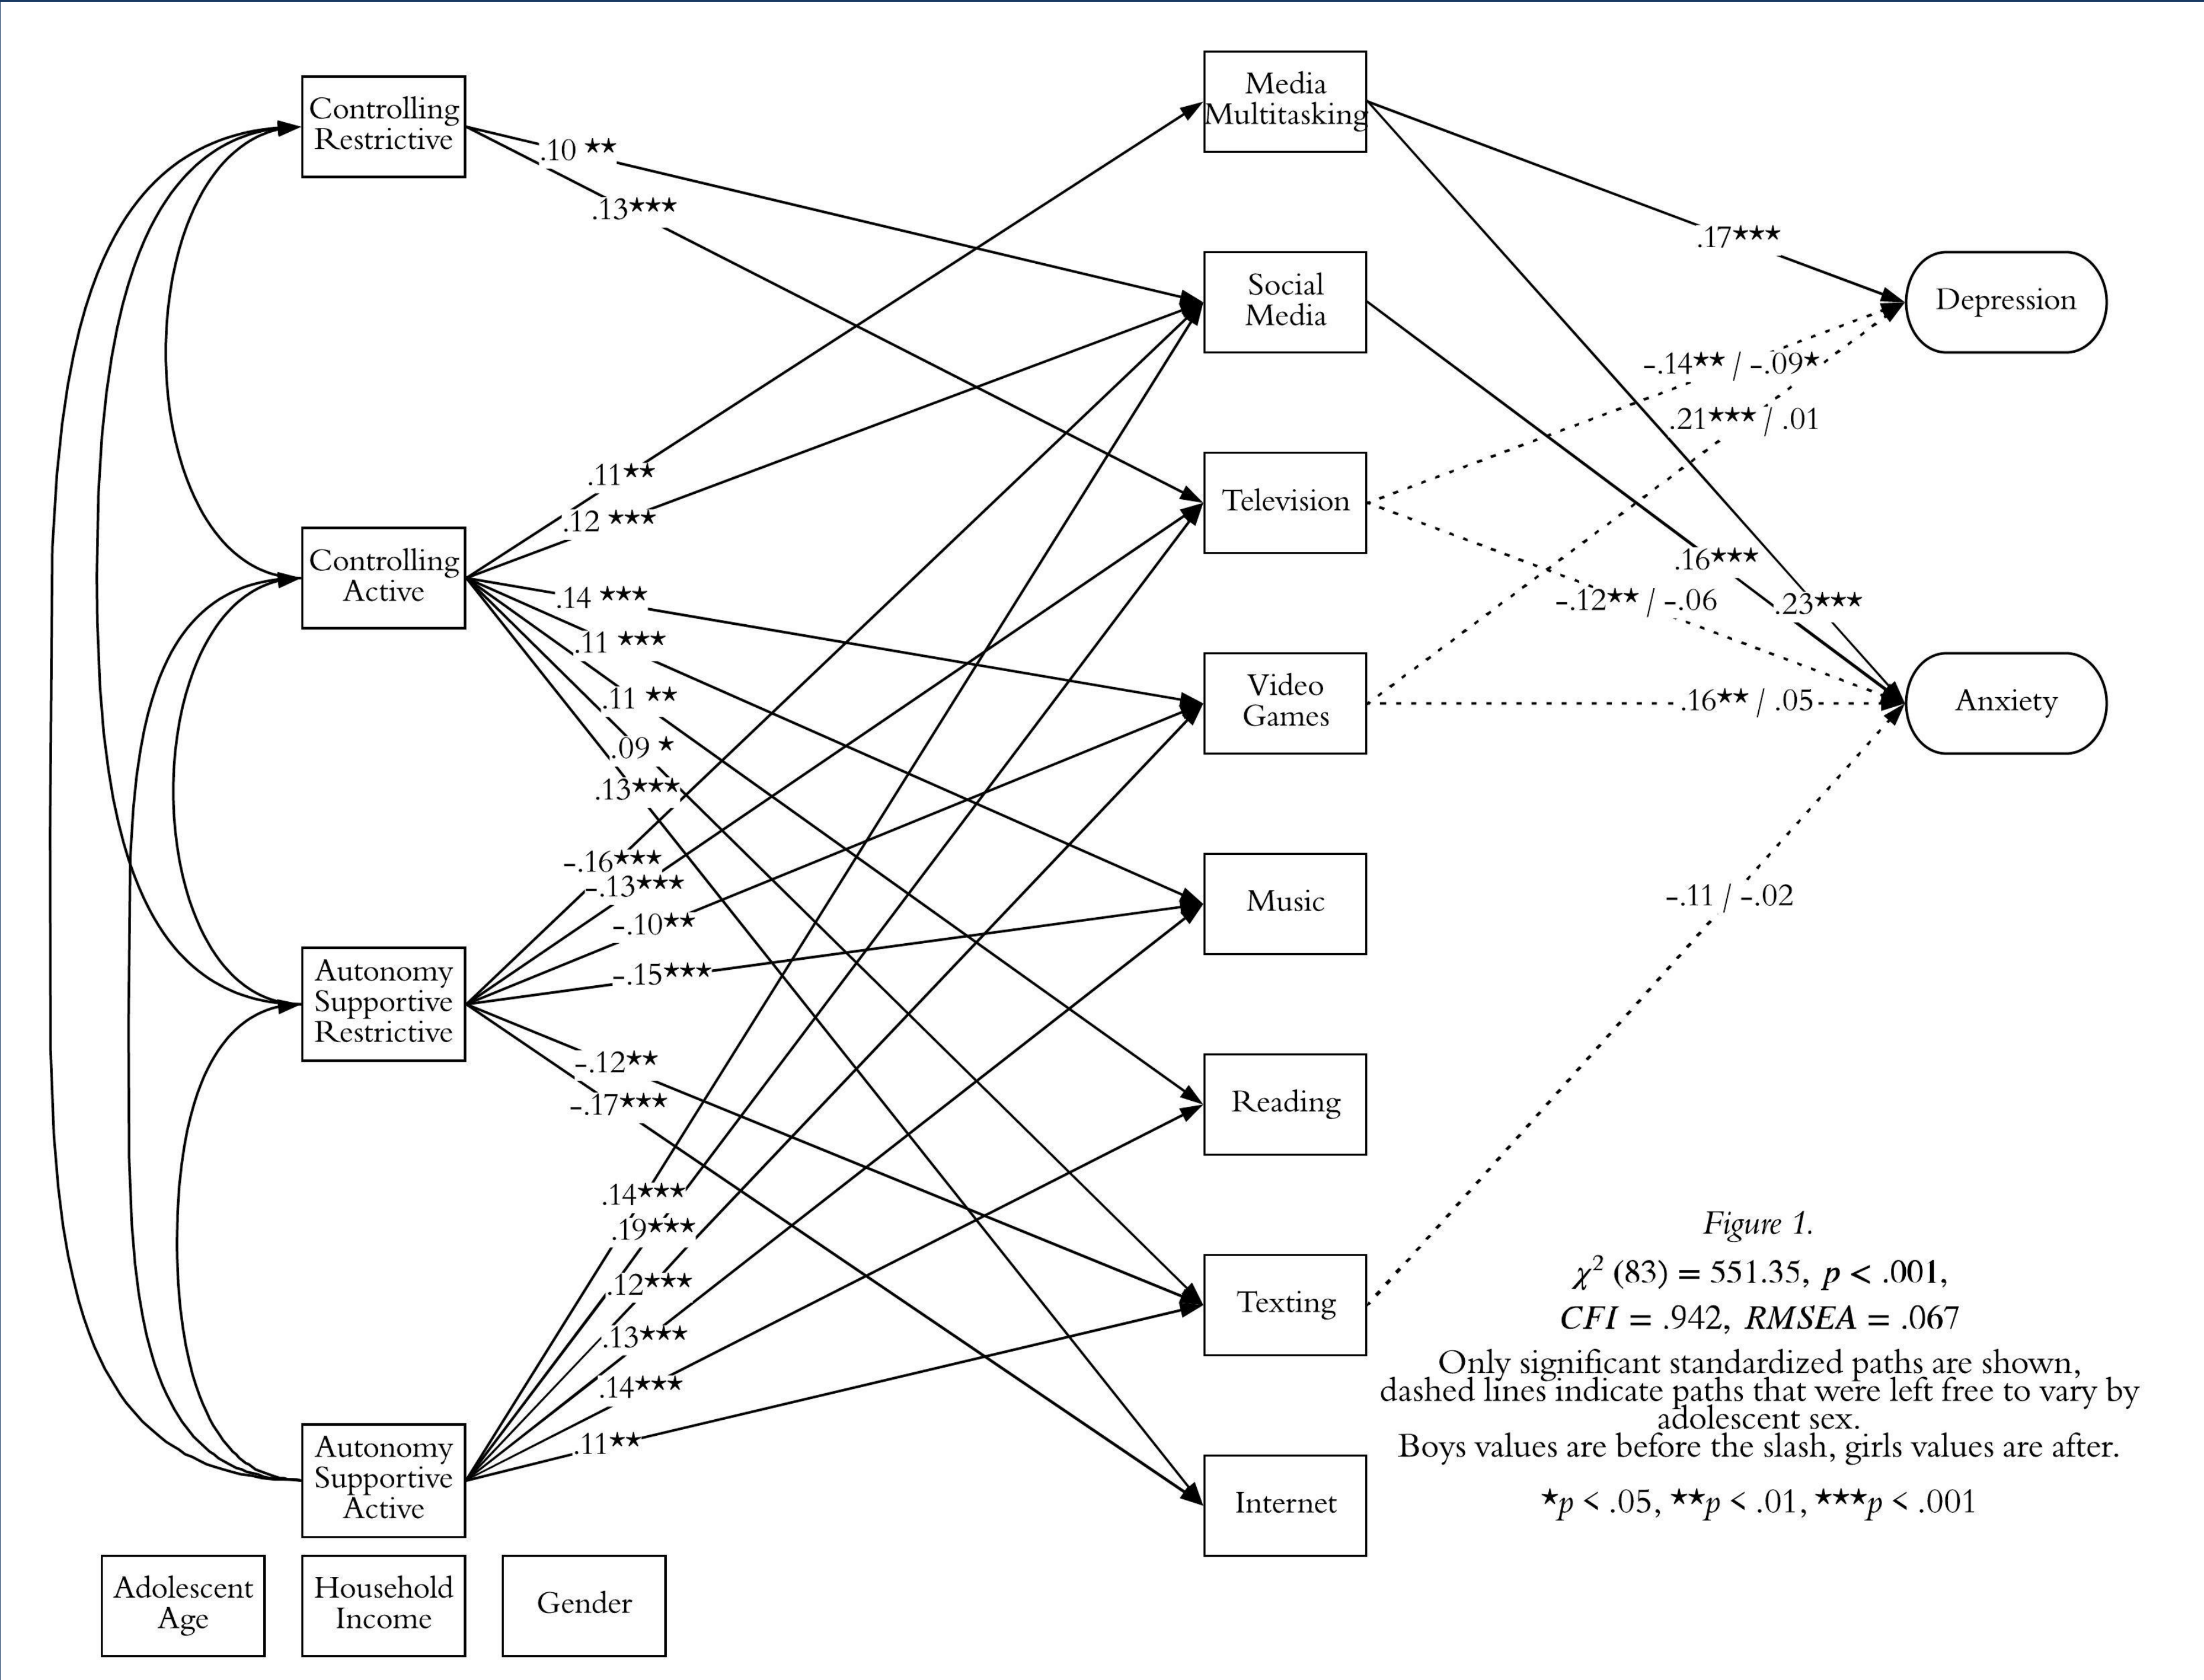 Controlling
Restrictive
Controlling
Active
Autonomy
Supportive
Restrictive
Autonomy
Supportive
Active
Adolescent
Age
Household
Income
Gender
.10 ★★
.13★★★
.11★★
.12 ★★★
.14 ★★★
.11 ★★★
.11 ★★
.09 ★
.13★★★
-.16★★★
-.13★★★
-.10★★
-.15★★★
-.12★★
-.17★★★
.14★★★
.19★★★
.12★★★
.13★★★
.14★★★
.11★★
Media
Multitasking
Social
Media
Television
Video
Games
Music
Reading
Texting
Internet
.17★★★
-.14★★ / -.09★
.21★★★ / .01
.16★★★
-.12★★ / -.06
.23★★★
.16★★ / .05
-.11 / -.02
Depression
Anxiety
Figure 1.
χ² (83) = 551.35, p < .001,
CFI = .942, RMSEA = .067
Only significant standardized paths are shown,
dashed lines indicate paths that were left free to vary by
adolescent sex.
Boys values are before the slash, girls values are after.
★p < .05, ★★p < .01, ★★★p < .001